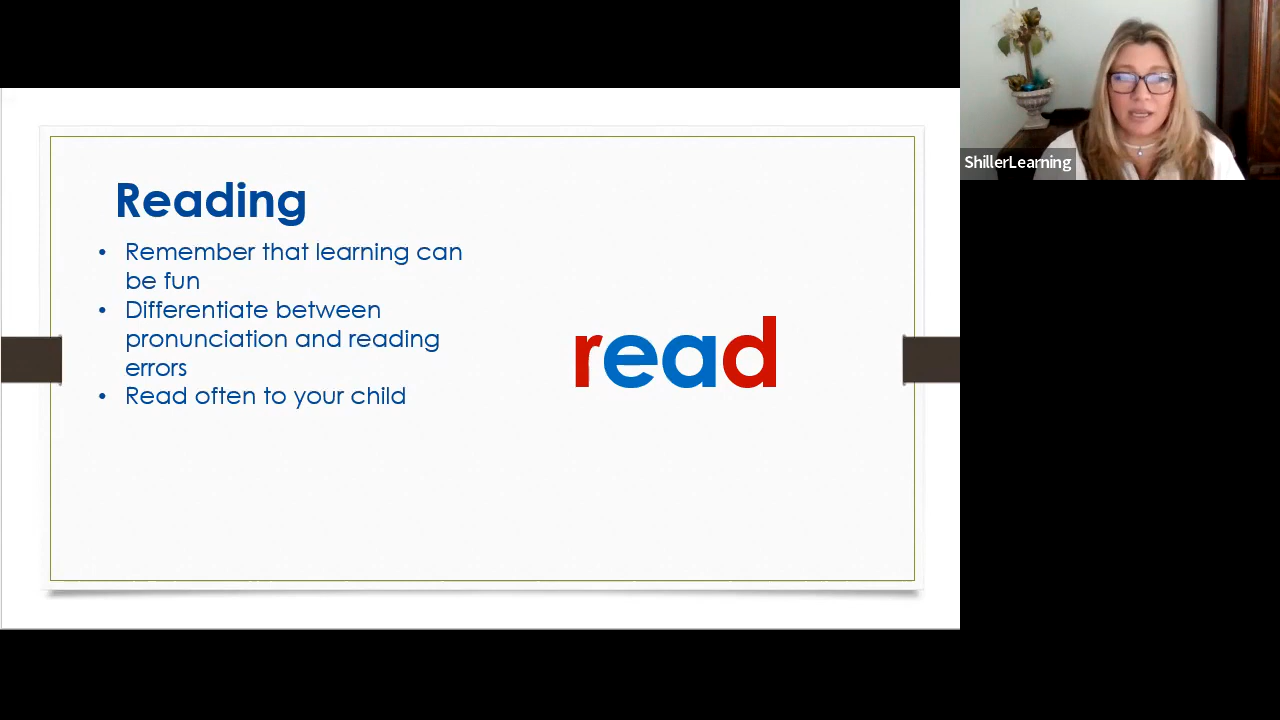 Reading
• Remember that learning can
be fun
• Differentiate between
pronunciation and reading
errors
• Read often to your child
read
ShillerLearning